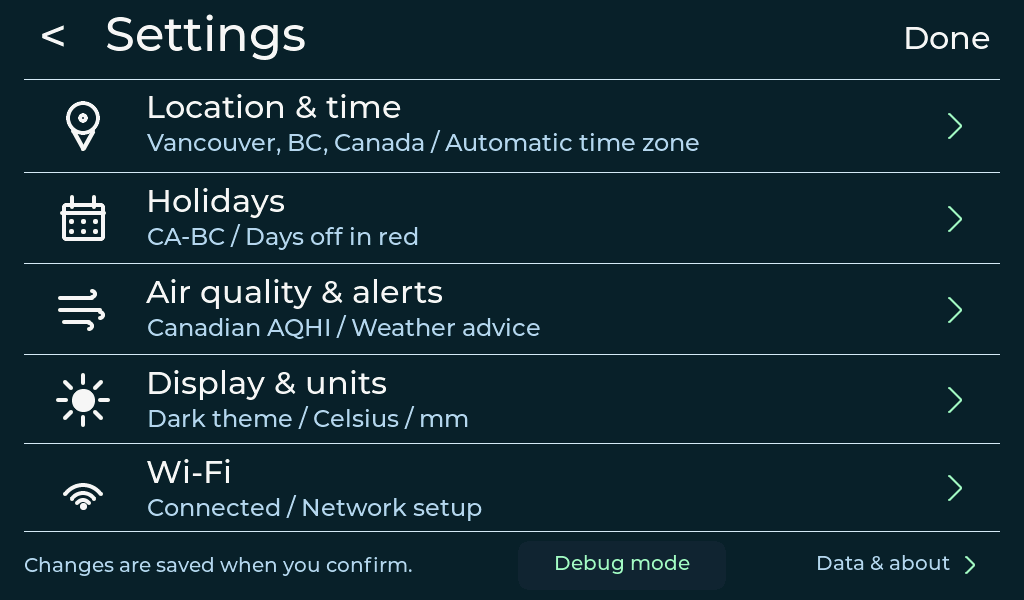 < Settings Done
Location & time
Vancouver, BC, Canada / Automatic time zone
Holidays
CA-BC / Days off in red
Air quality & alerts
Canadian AQHI / Weather advice
Display & units
Dark theme / Celsius / mm
Wi-Fi
Connected / Network setup
Changes are saved when you confirm. Debug mode Data & about